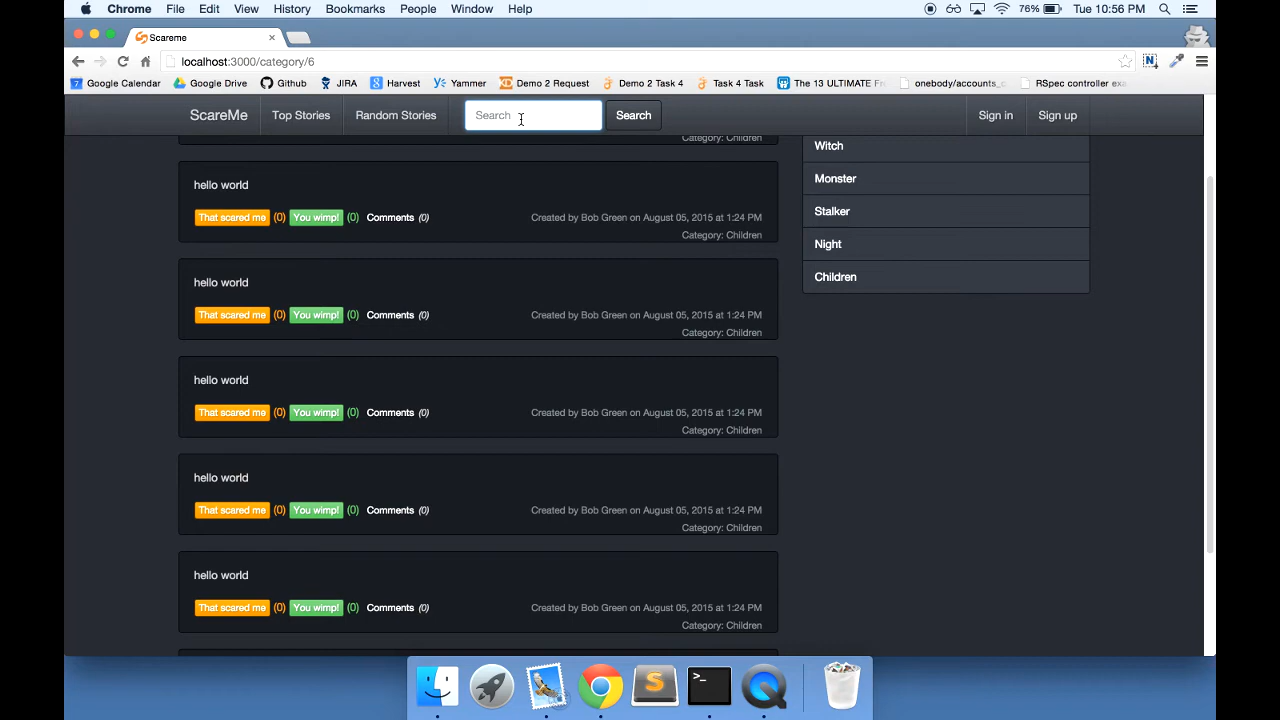 Chrome File Edit View History Bookmarks People Window Help 76% Tue 10:56 PM
Scareme
localhost:3000/category/6
7 Google Calendar Google Drive Github JIRA Harvest Yammer Demo 2 Request Demo 2 Task 4 Task 4 Task The 13 ULTIMATE Fr onebody/accounts_c RSpec controller exa
ScareMe Top Stories Random Stories Search Search Sign in Sign up
Category: Children
Witch
hello world
Monster
That scared me (0) You wimp! (0) Comments (0) Created by Bob Green on August 05, 2015 at 1:24 PM
Stalker
Category: Children
Night
hello world
Children
That scared me (0) You wimp! (0) Comments (0) Created by Bob Green on August 05, 2015 at 1:24 PM
Category: Children
hello world
That scared me (0) You wimp! (0) Comments (0) Created by Bob Green on August 05, 2015 at 1:24 PM
Category: Children
hello world
That scared me (0) You wimp! (0) Comments (0) Created by Bob Green on August 05, 2015 at 1:24 PM
Category: Children
hello world
That scared me (0) You wimp! (0) Comments (0) Created by Bob Green on August 05, 2015 at 1:24 PM
Category: Children